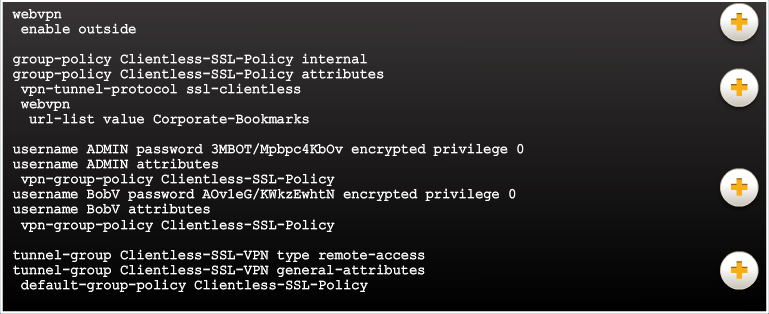 webvpn
enable outside
group-policy Clientless-SSL-Policy internal
group-policy Clientless-SSL-Policy attributes
vpn-tunnel-protocol ssl-clientless
webvpn
url-list value Corporate-Bookmarks
username ADMIN password 3MBOT/Mpbpc4KbOv encrypted privilege 0
username ADMIN attributes
vpn-group-policy Clientless-SSL-Policy
username BobV password AOv1eG/KWkzEwhtN encrypted privilege 0
username BobV attributes
vpn-group-policy Clientless-SSL-Policy
tunnel-group Clientless-SSL-VPN type remote-access
tunnel-group Clientless-SSL-VPN general-attributes
default-group-policy Clientless-SSL-Policy